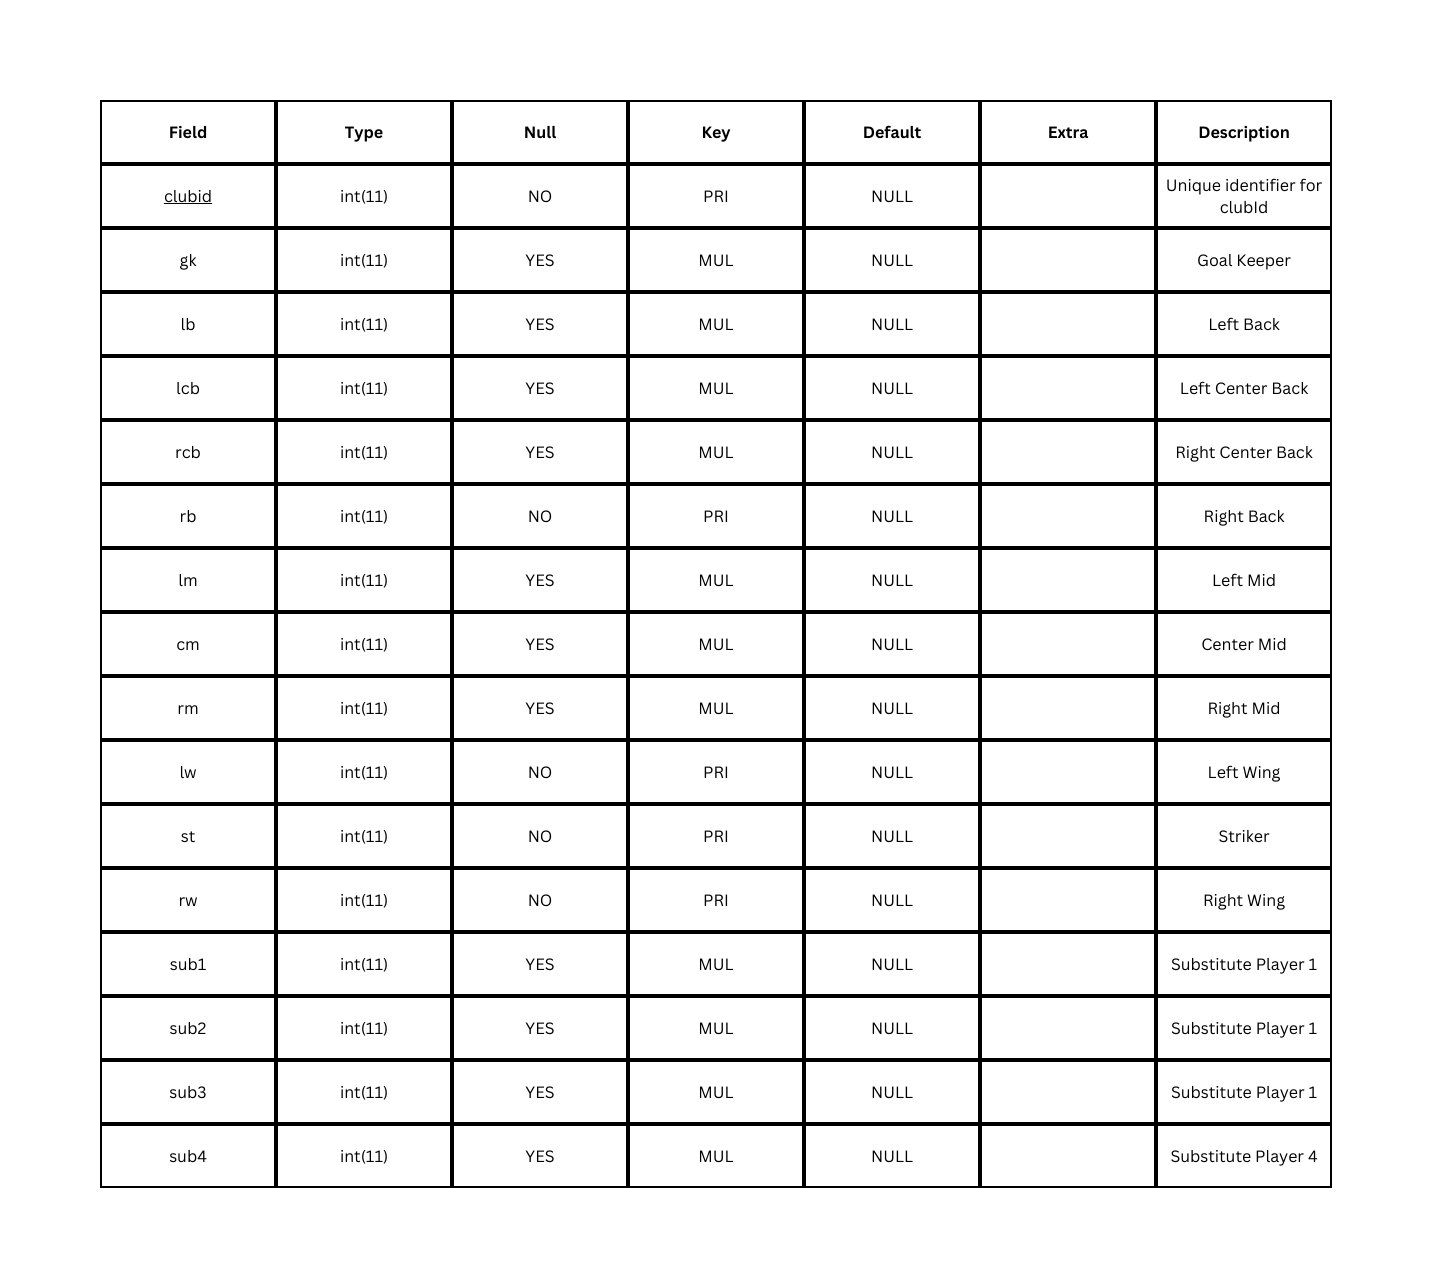 Field Type Null Key Default Extra Description
clubid int(11) NO PRI NULL Unique identifier for
clubId
gk int(11) YES MUL NULL Goal Keeper
lb int(11) YES MUL NULL Left Back
lcb int(11) YES MUL NULL Left Center Back
rcb int(11) YES MUL NULL Right Center Back
rb int(11) NO PRI NULL Right Back
lm int(11) YES MUL NULL Left Mid
cm int(11) YES MUL NULL Center Mid
rm int(11) YES MUL NULL Right Mid
lw int(11) NO PRI NULL Left Wing
st int(11) NO PRI NULL Striker
rw int(11) NO PRI NULL Right Wing
sub1 int(11) YES MUL NULL Substitute Player 1
sub2 int(11) YES MUL NULL Substitute Player 1
sub3 int(11) YES MUL NULL Substitute Player 1
sub4 int(11) YES MUL NULL Substitute Player 4